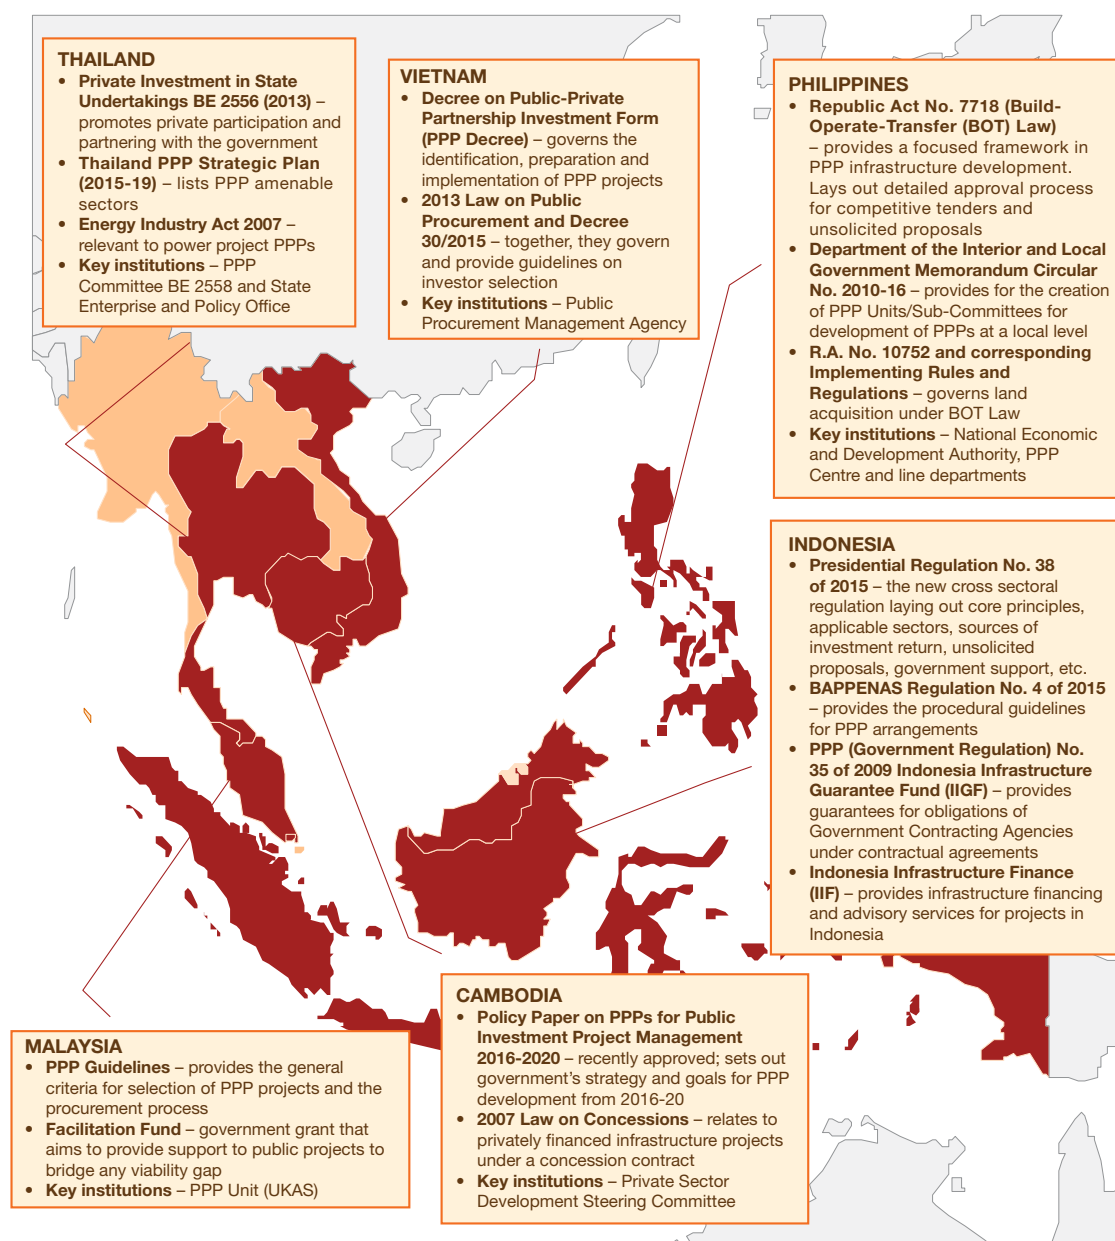 THAILAND
• Private Investment in State
Undertakings BE 2556 (2013) –
promotes private participation and
partnering with the government
• Thailand PPP Strategic Plan
(2015-19) – lists PPP amenable
sectors
• Energy Industry Act 2007 –
relevant to power project PPPs
• Key institutions – PPP
Committee BE 2558 and State
Enterprise and Policy Office
VIETNAM
• Decree on Public-Private
Partnership Investment Form
(PPP Decree) – governs the
identification, preparation and
implementation of PPP projects
• 2013 Law on Public
Procurement and Decree
30/2015 – together, they govern
and provide guidelines on
investor selection
• Key institutions – Public
Procurement Management Agency
PHILIPPINES
• Republic Act No. 7718 (Build-
Operate-Transfer (BOT) Law)
– provides a focused framework in
PPP infrastructure development.
Lays out detailed approval process
for competitive tenders and
unsolicited proposals
• Department of the Interior and Local
Government Memorandum Circular
No. 2010-16 – provides for the creation
of PPP Units/Sub-Committees for
development of PPPs at a local level
• R.A. No. 10752 and corresponding
Implementing Rules and
Regulations – governs land
acquisition under BOT Law
• Key institutions – National Economic
and Development Authority, PPP
Centre and line departments
INDONESIA
• Presidential Regulation No. 38
of 2015 – the new cross sectoral
regulation laying out core principles,
applicable sectors, sources of
investment return, unsolicited
proposals, government support, etc.
• BAPPENAS Regulation No. 4 of 2015
– provides the procedural guidelines
for PPP arrangements
• PPP (Government Regulation) No.
35 of 2009 Indonesia Infrastructure
Guarantee Fund (IIGF) – provides
guarantees for obligations of
Government Contracting Agencies
under contractual agreements
• Indonesia Infrastructure Finance
(IIF) – provides infrastructure financing
and advisory services for projects in
Indonesia
CAMBODIA
• Policy Paper on PPPs for Public
Investment Project Management
2016-2020 – recently approved; sets out
government’s strategy and goals for PPP
development from 2016-20
• 2007 Law on Concessions – relates to
privately financed infrastructure projects
under a concession contract
• Key institutions – Private Sector
Development Steering Committee
MALAYSIA
• PPP Guidelines – provides the general
criteria for selection of PPP projects and the
procurement process
• Facilitation Fund – government grant that
aims to provide support to public projects to
bridge any viability gap
• Key institutions – PPP Unit (UKAS)